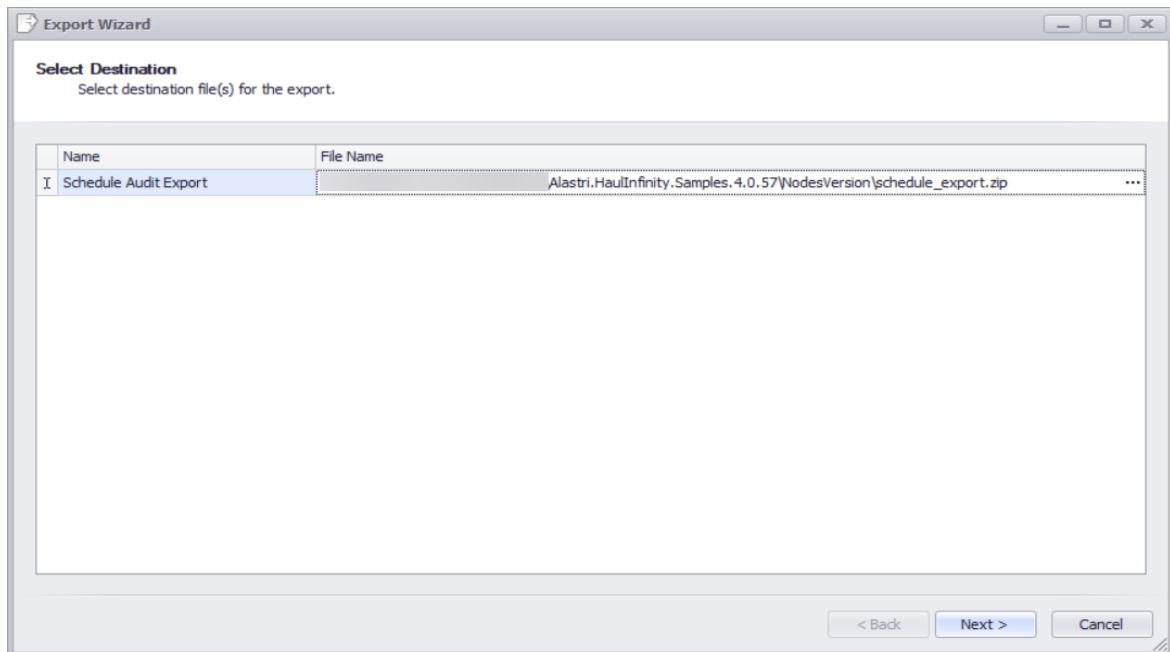 Export Wizard
Select Destination
Select destination file(s) for the export.
Name File Name
Schedule Audit Export Alastri.HaulInfinity.Samples.4.0.57\NodesVersion\schedule_export.zip ...
< Back Next > Cancel